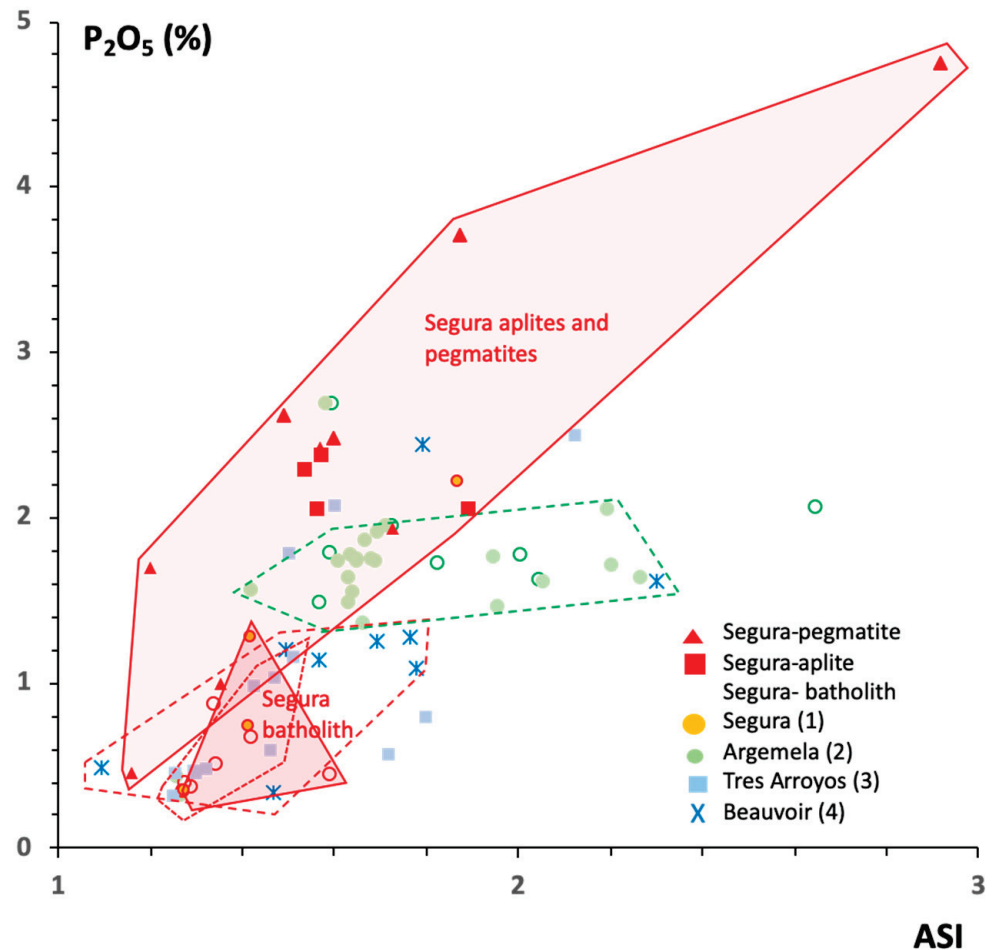 5
P₂O₅ (%)
4
Segura aplites and
pegmatites
3
2
Segura-pegmatite
Segura-aplite
Segura- batholith
Segura (1)
Argemela (2)
Tres Arroyos (3)
Beauvoir (4)
1
Segura
batholith
0
1
2
3
ASI